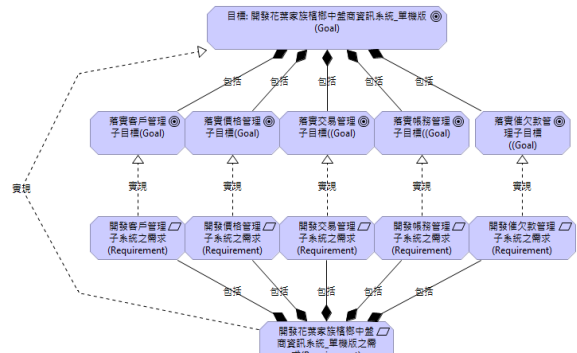 目標: 開發花葉家族檳榔中盤商資訊系統_單機版
(Goal)
包括
包括
包括
包括
包括
落實客戶管理
子目標(Goal)
落實價格管理
子目標(Goal)
落實交易管理
子目標((Goal)
落實帳務管理
子目標((Goal)
落實催欠款管
理子目標
((Goal)
實現
實現
實現
實現
實現
實現
開發客戶管理
子系統之需求
(Requirement)
開發價格管理
子系統之需求
(Requirement)
開發交易管理
子系統之需求
(Requirement)
開發帳務管理
子系統之需求
(Requirement)
開發催欠款管理
子系統之需求
(Requirement)
包括
包括
包括
包括
包括
開發花葉家族檳榔中盤
商資訊系統_單機版之需